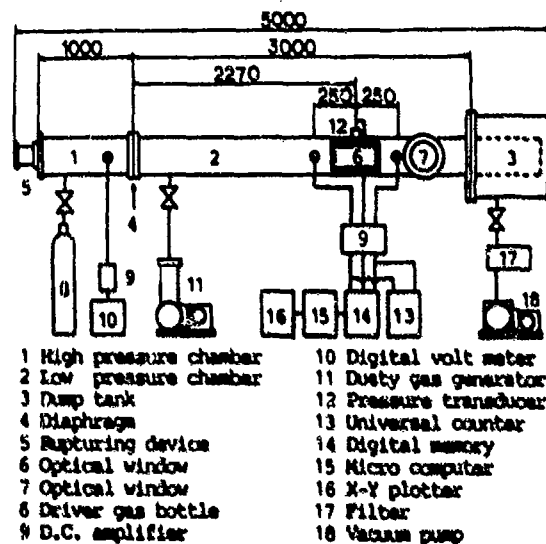 5000
1000
3000
2270
250 250
12
1
2
6
7
3
5
4
9
9
11
17
10
16
15
14
13
18
1 High pressure chamber
2 Low pressure chamber
3 Dump tank
4 Diaphragm
5 Rupturing device
6 Optical window
7 Optical window
8 Driver gas bottle
9 D.C. amplifier
10 Digital volt meter
11 Dusty gas generator
12 Pressure transducer
13 Universal counter
14 Digital memory
15 Micro computer
16 X-Y plotter
17 Filter
18 Vacuum pump